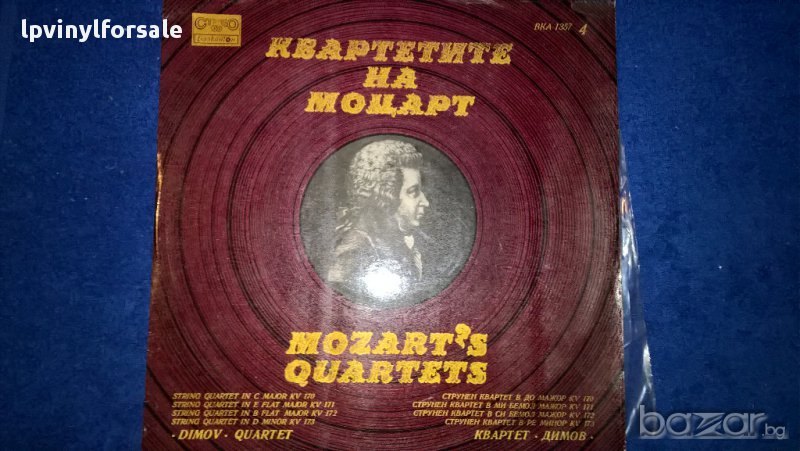 lpvinylforsale
СТЕРЕО
ВКА 1357 4
КВАРТЕТИТЕ
НА
МОЦАРТ
MOZART'S
QUARTETS
STRING QUARTET IN C MAJOR KV 170
STRING QUARTET IN E FLAT MAJOR KV 171
STRING QUARTET IN B FLAT MAJOR KV 172
STRING QUARTET IN D MINOR KV 173
• DIMOV • QUARTET
СТРУНЕН КВАРТЕТ В ДО МАЖОР KV 170
СТРУНЕН КВАРТЕТ В МИ БЕМОЛ МАЖОР KV 171
СТРУНЕН КВАРТЕТ В СИ БЕМОЛ МАЖОР KV 172
СТРУНЕН КВАРТЕТ В РЕ МИНОР KV 173
КВАРТЕТ • ДИМОВ •
bазар.bg